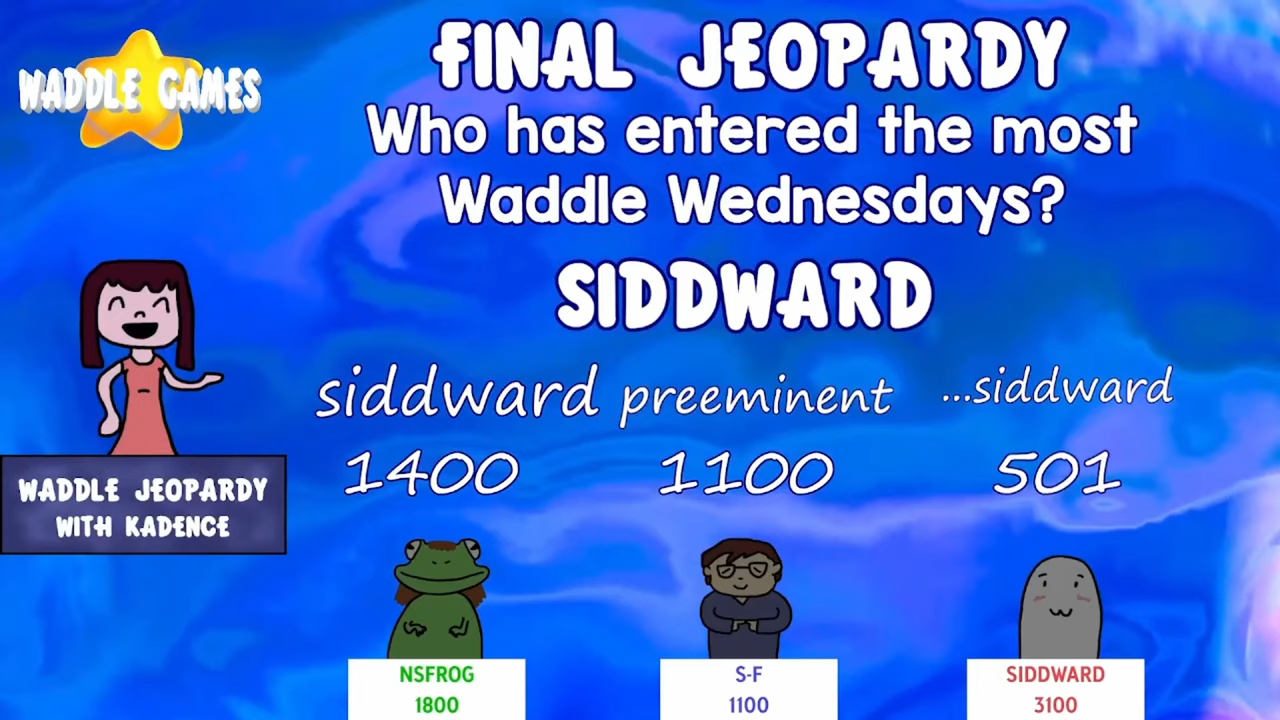 WADDLE GAMES
FINAL JEOPARDY
Who has entered the most
Waddle Wednesdays?
SIDDWARD
siddward preeminent ...siddward
1400 1100 501
WADDLE JEOPARDY
WITH KADENCE
NSFROG S-F SIDDWARD
1800 1100 3100